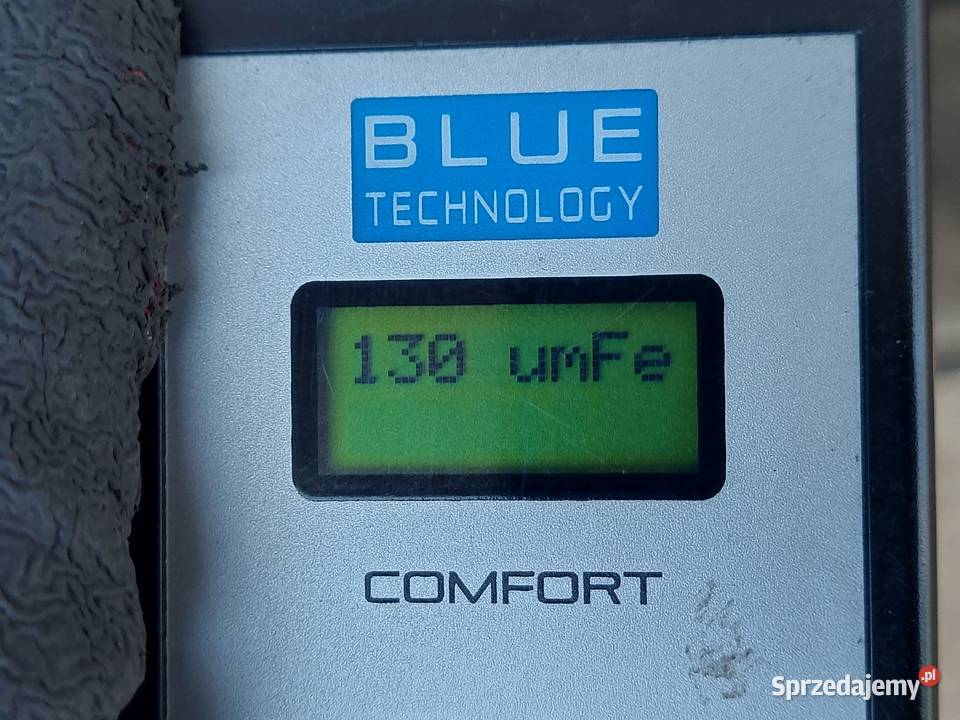 BLUE
TECHNOLOGY
130 umFe
COMFORT
Sprzedajemy.pl